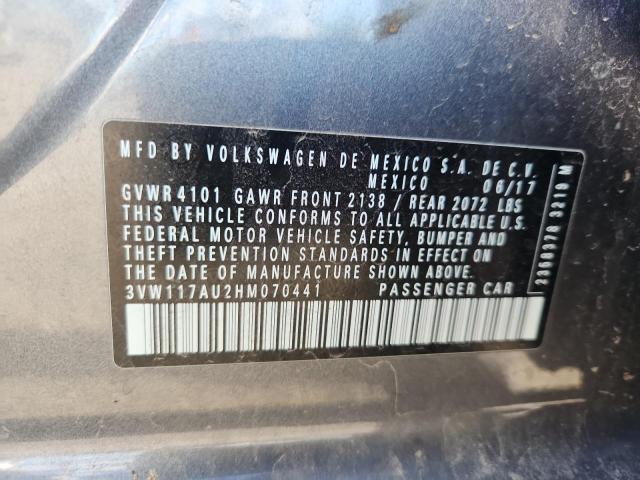 MFD BY VOLKSWAGEN DE MEXICO S.A. DE C.V.
MEXICO 06/17
GVWR 4101 GAWR FRONT 2138 / REAR 2072 LBS
THIS VEHICLE CONFORMS TO ALL APPLICABLE U.S.
FEDERAL MOTOR VEHICLE SAFETY, BUMPER AND
THEFT PREVENTION STANDARDS IN EFFECT ON
THE DATE OF MANUFACTURE SHOWN ABOVE.
3VW117AU2HM070441 PASSENGER CAR